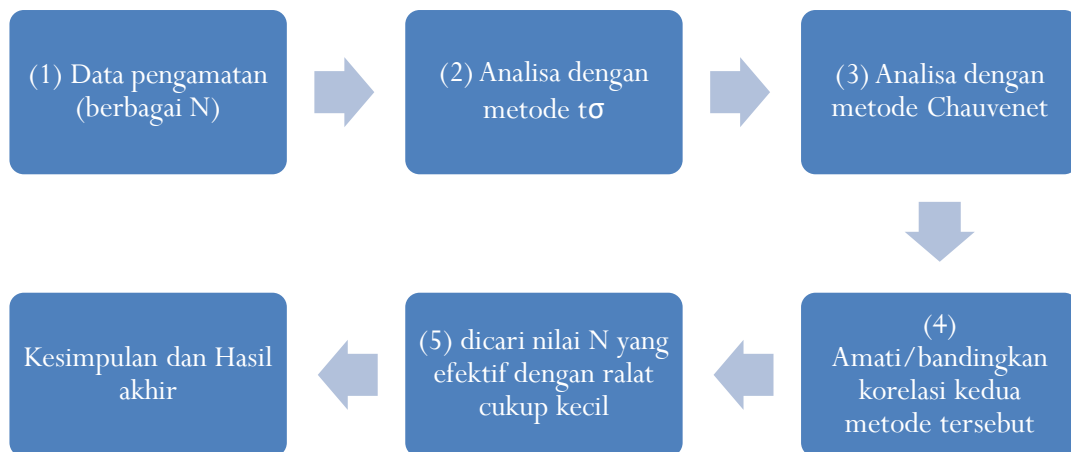 (1) Data pengamatan
(berbagai N)
(2) Analisa dengan
metode tσ
(3) Analisa dengan
metode Chauvenet
(4)
Amati/bandingkan
korelasi kedua
metode tersebut
(5) dicari nilai N yang
efektif dengan ralat
cukup kecil
Kesimpulan dan Hasil
akhir